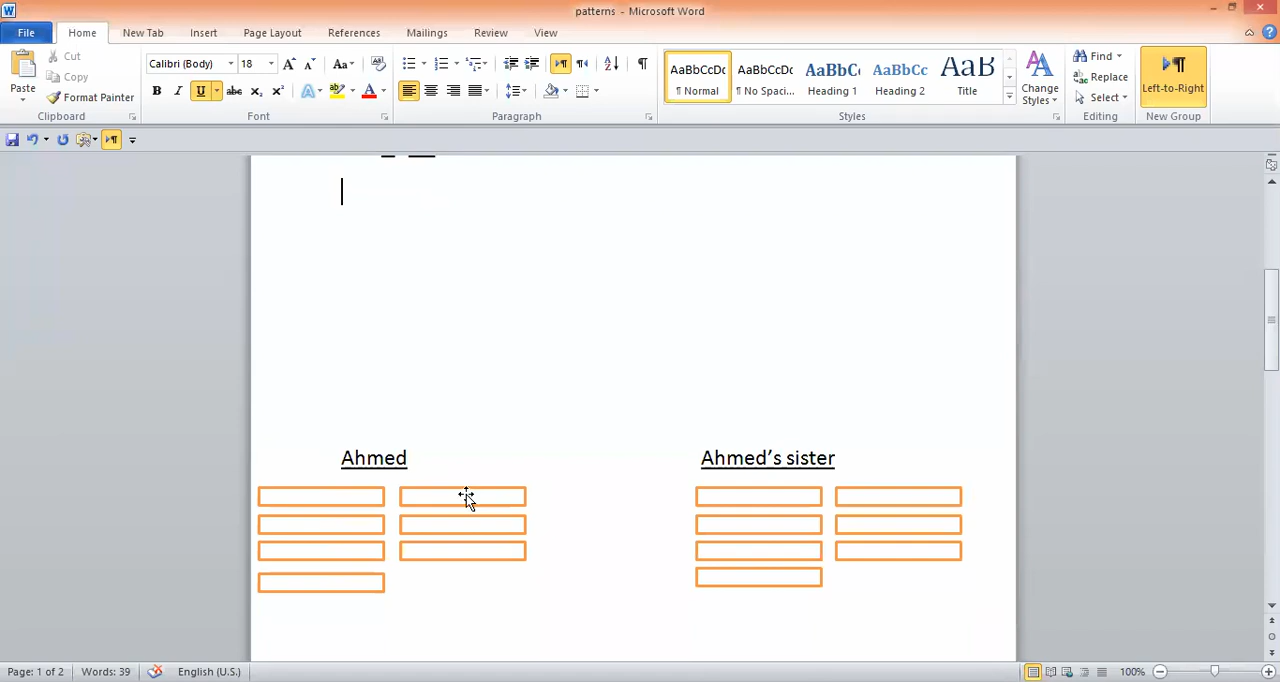 patterns - Microsoft Word
File Home New Tab Insert Page Layout References Mailings Review View
Paste
Cut
Copy
Format Painter
Clipboard
Calibri (Body) 18
Font
Paragraph
AaBbCcDc AaBbCcDc AaBbC AaBbCc AaB
¶ Normal ¶ No Spaci... Heading 1 Heading 2 Title
Change Styles
Styles
Find
Replace
Select
Editing
Left-to-Right
New Group
Ahmed Ahmed's sister
Page: 1 of 2 Words: 39 English (U.S.) 100%